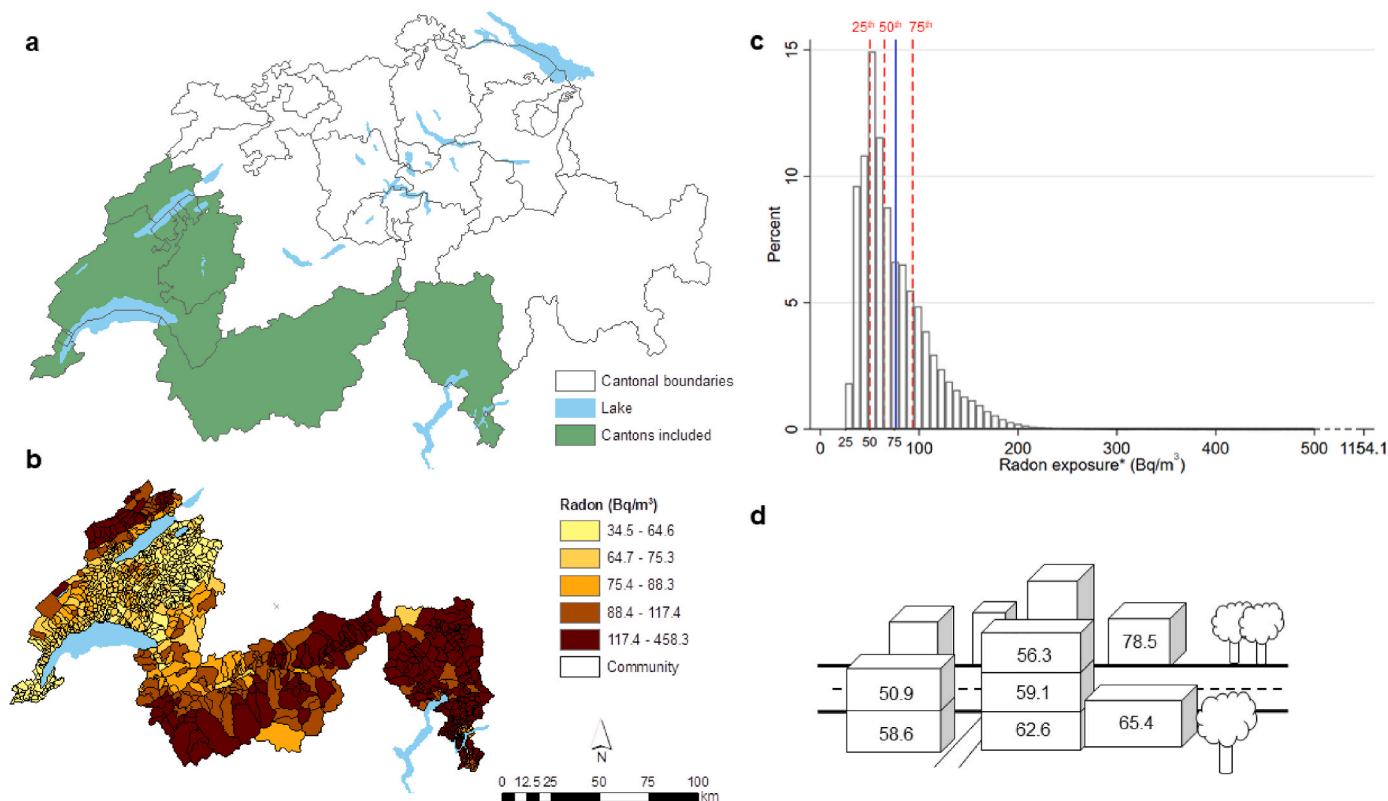 a
Cantonal boundaries
Lake
Cantons included
b
Radon (Bq/m³)
34.5 - 64.6
64.7 - 75.3
75.4 - 88.3
88.4 - 117.4
117.4 - 458.3
Community
N
0 12.5 25 50 75 100
km
c
25th 50th 75th
15
10
5
0
Percent
0 25 50 75 100 200 300 400 500 1154.1
Radon exposure* (Bq/m³)
d
56.3
78.5
50.9
59.1
58.6
62.6
65.4